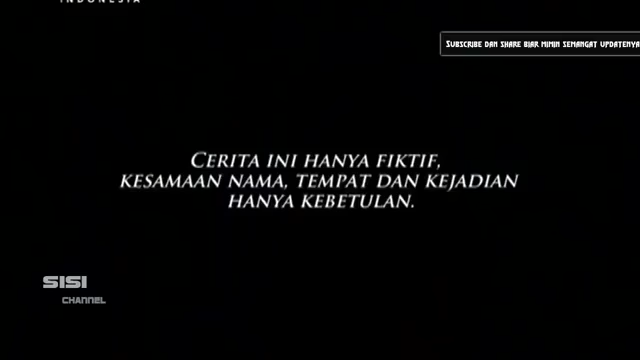 INDONESIA
SUBSCRIBE DAN SHARE BIAR MIMIN SEMANGAT UPDATENYA
CERITA INI HANYA FIKTIF,
KESAMAAN NAMA, TEMPAT DAN KEJADIAN
HANYA KEBETULAN.
SISI
CHANNEL